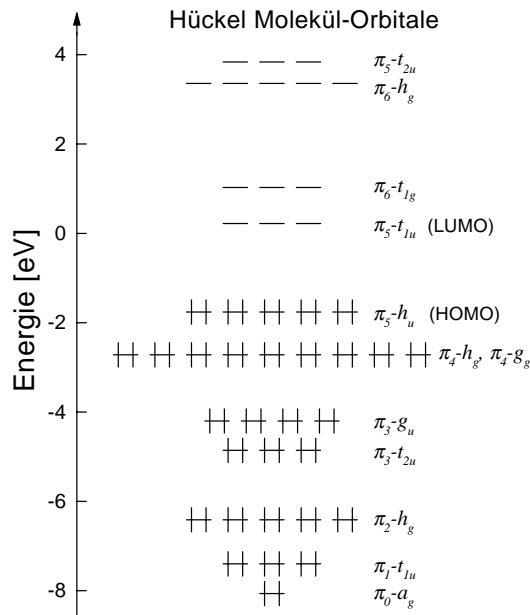 Hückel Molekül-Orbitale
Energie [eV]
4
2
0
-2
-4
-6
-8
π5-t2u
π6-hg
π6-t1g
π5-t1u (LUMO)
π5-hu (HOMO)
π4-hg, π4-gg
π3-gu
π3-t2u
π2-hg
π1-t1u
π0-ag